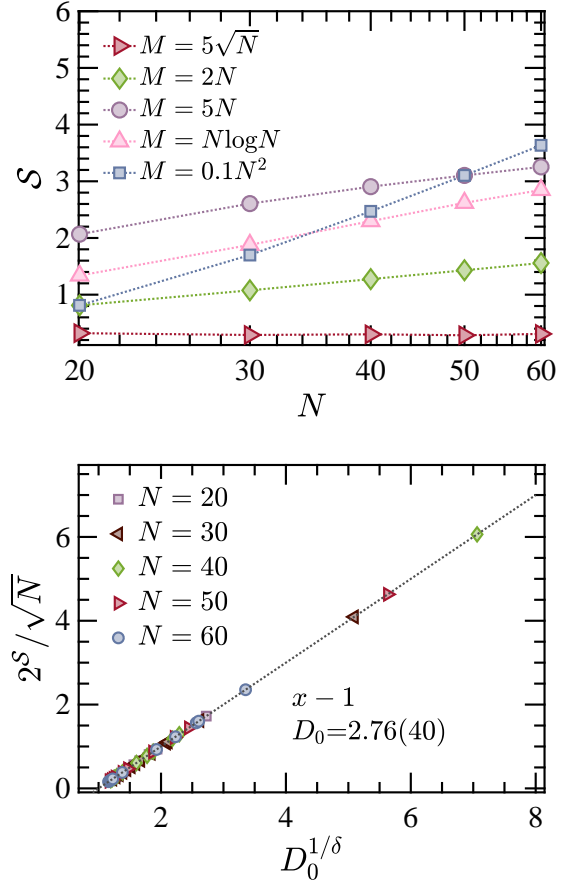 6
5
4
3
2
1
S
M = 5√N
M = 2N
M = 5N
M = NlogN
M = 0.1N²
20 30 40 50 60
N
6
4
2
0
2^S/√N
N = 20
N = 30
N = 40
N = 50
N = 60
x − 1
D₀=2.76(40)
2 4 6 8
D₀^{1/δ}